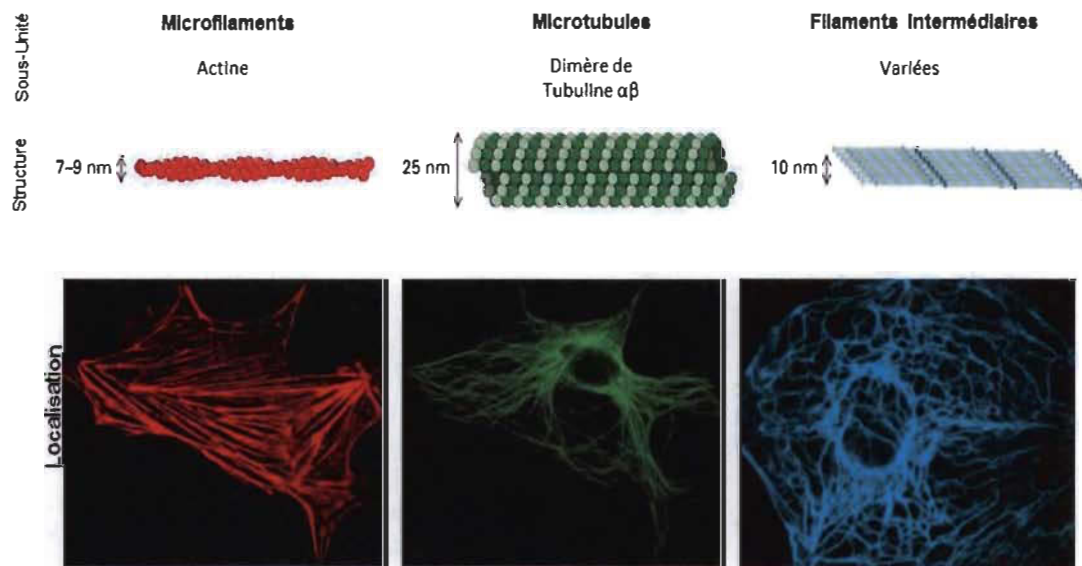 Sous-Unité
Microfilaments
Microtubules
Filaments Intermédiaires
Actine
Dimère de
Tubuline αβ
Variées
Structure
7–9 nm
25 nm
10 nm
Localisation